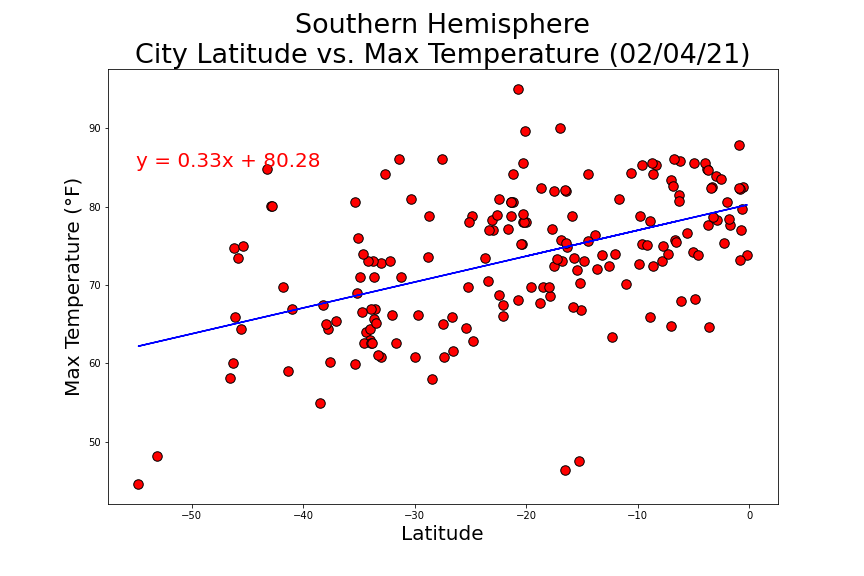 Southern Hemisphere
City Latitude vs. Max Temperature (02/04/21)
y = 0.33x + 80.28
Max Temperature (°F)
90
80
70
60
50
−50
−40
−30
−20
−10
0
Latitude